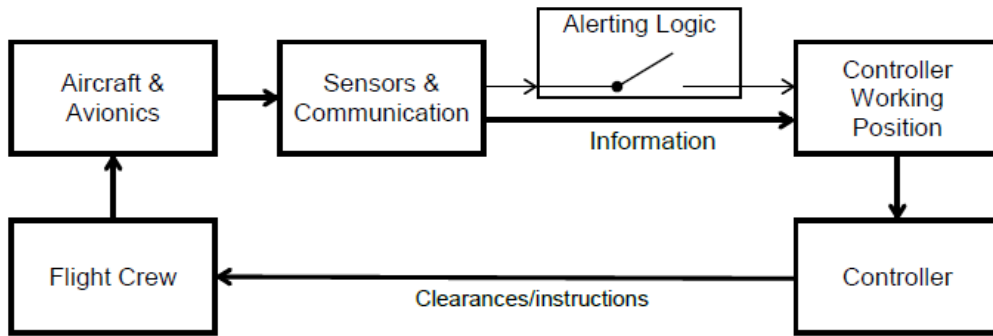 Alerting Logic
Aircraft &
Avionics
Sensors &
Communication
Controller
Working
Position
Information
Flight Crew
Clearances/instructions
Controller